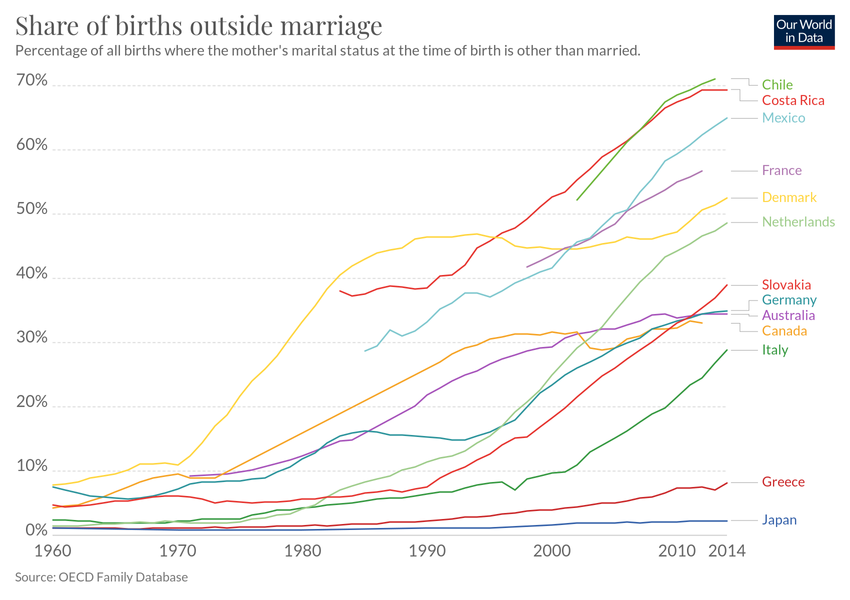 Share of births outside marriage
Percentage of all births where the mother's marital status at the time of birth is other than married.
Our World
in Data
70%
60%
50%
40%
30%
20%
10%
0%
1960
1970
1980
1990
2000
2010
2014
Chile
Costa Rica
Mexico
France
Denmark
Netherlands
Slovakia
Germany
Australia
Canada
Italy
Greece
Japan
Source: OECD Family Database